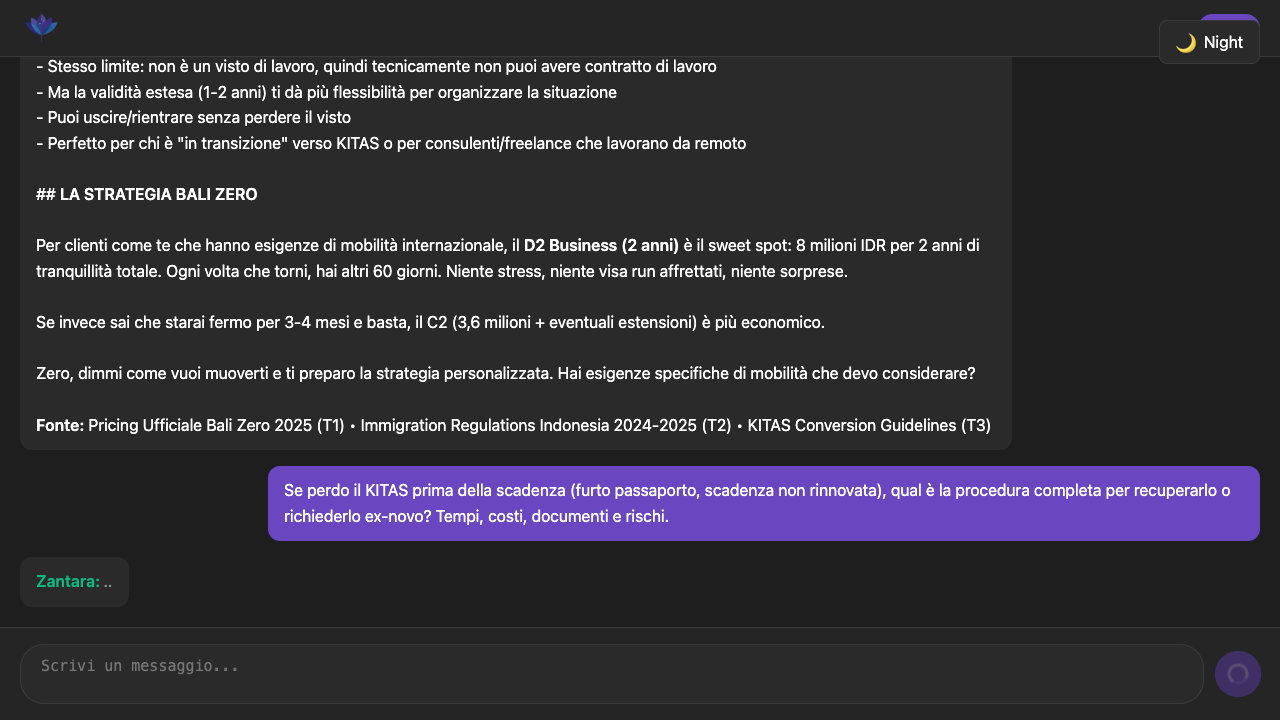 🌙 Night
- Stesso limite: non è un visto di lavoro, quindi tecnicamente non puoi avere contratto di lavoro
- Ma la validità estesa (1-2 anni) ti dà più flessibilità per organizzare la situazione
- Puoi uscire/rientrare senza perdere il visto
- Perfetto per chi è "in transizione" verso KITAS o per consulenti/freelance che lavorano da remoto
## LA STRATEGIA BALI ZERO
Per clienti come te che hanno esigenze di mobilità internazionale, il D2 Business (2 anni) è il sweet spot: 8 milioni IDR per 2 anni di
tranquillità totale. Ogni volta che torni, hai altri 60 giorni. Niente stress, niente visa run affrettati, niente sorprese.
Se invece sai che starai fermo per 3-4 mesi e basta, il C2 (3,6 milioni + eventuali estensioni) è più economico.
Zero, dimmi come vuoi muoverti e ti preparo la strategia personalizzata. Hai esigenze specifiche di mobilità che devo considerare?
Fonte: Pricing Ufficiale Bali Zero 2025 (T1) • Immigration Regulations Indonesia 2024-2025 (T2) • KITAS Conversion Guidelines (T3)
Se perdo il KITAS prima della scadenza (furto passaporto, scadenza non rinnovata), qual è la procedura completa per recuperarlo o
richiederlo ex-novo? Tempi, costi, documenti e rischi.
Zantara: ..
Scrivi un messaggio...